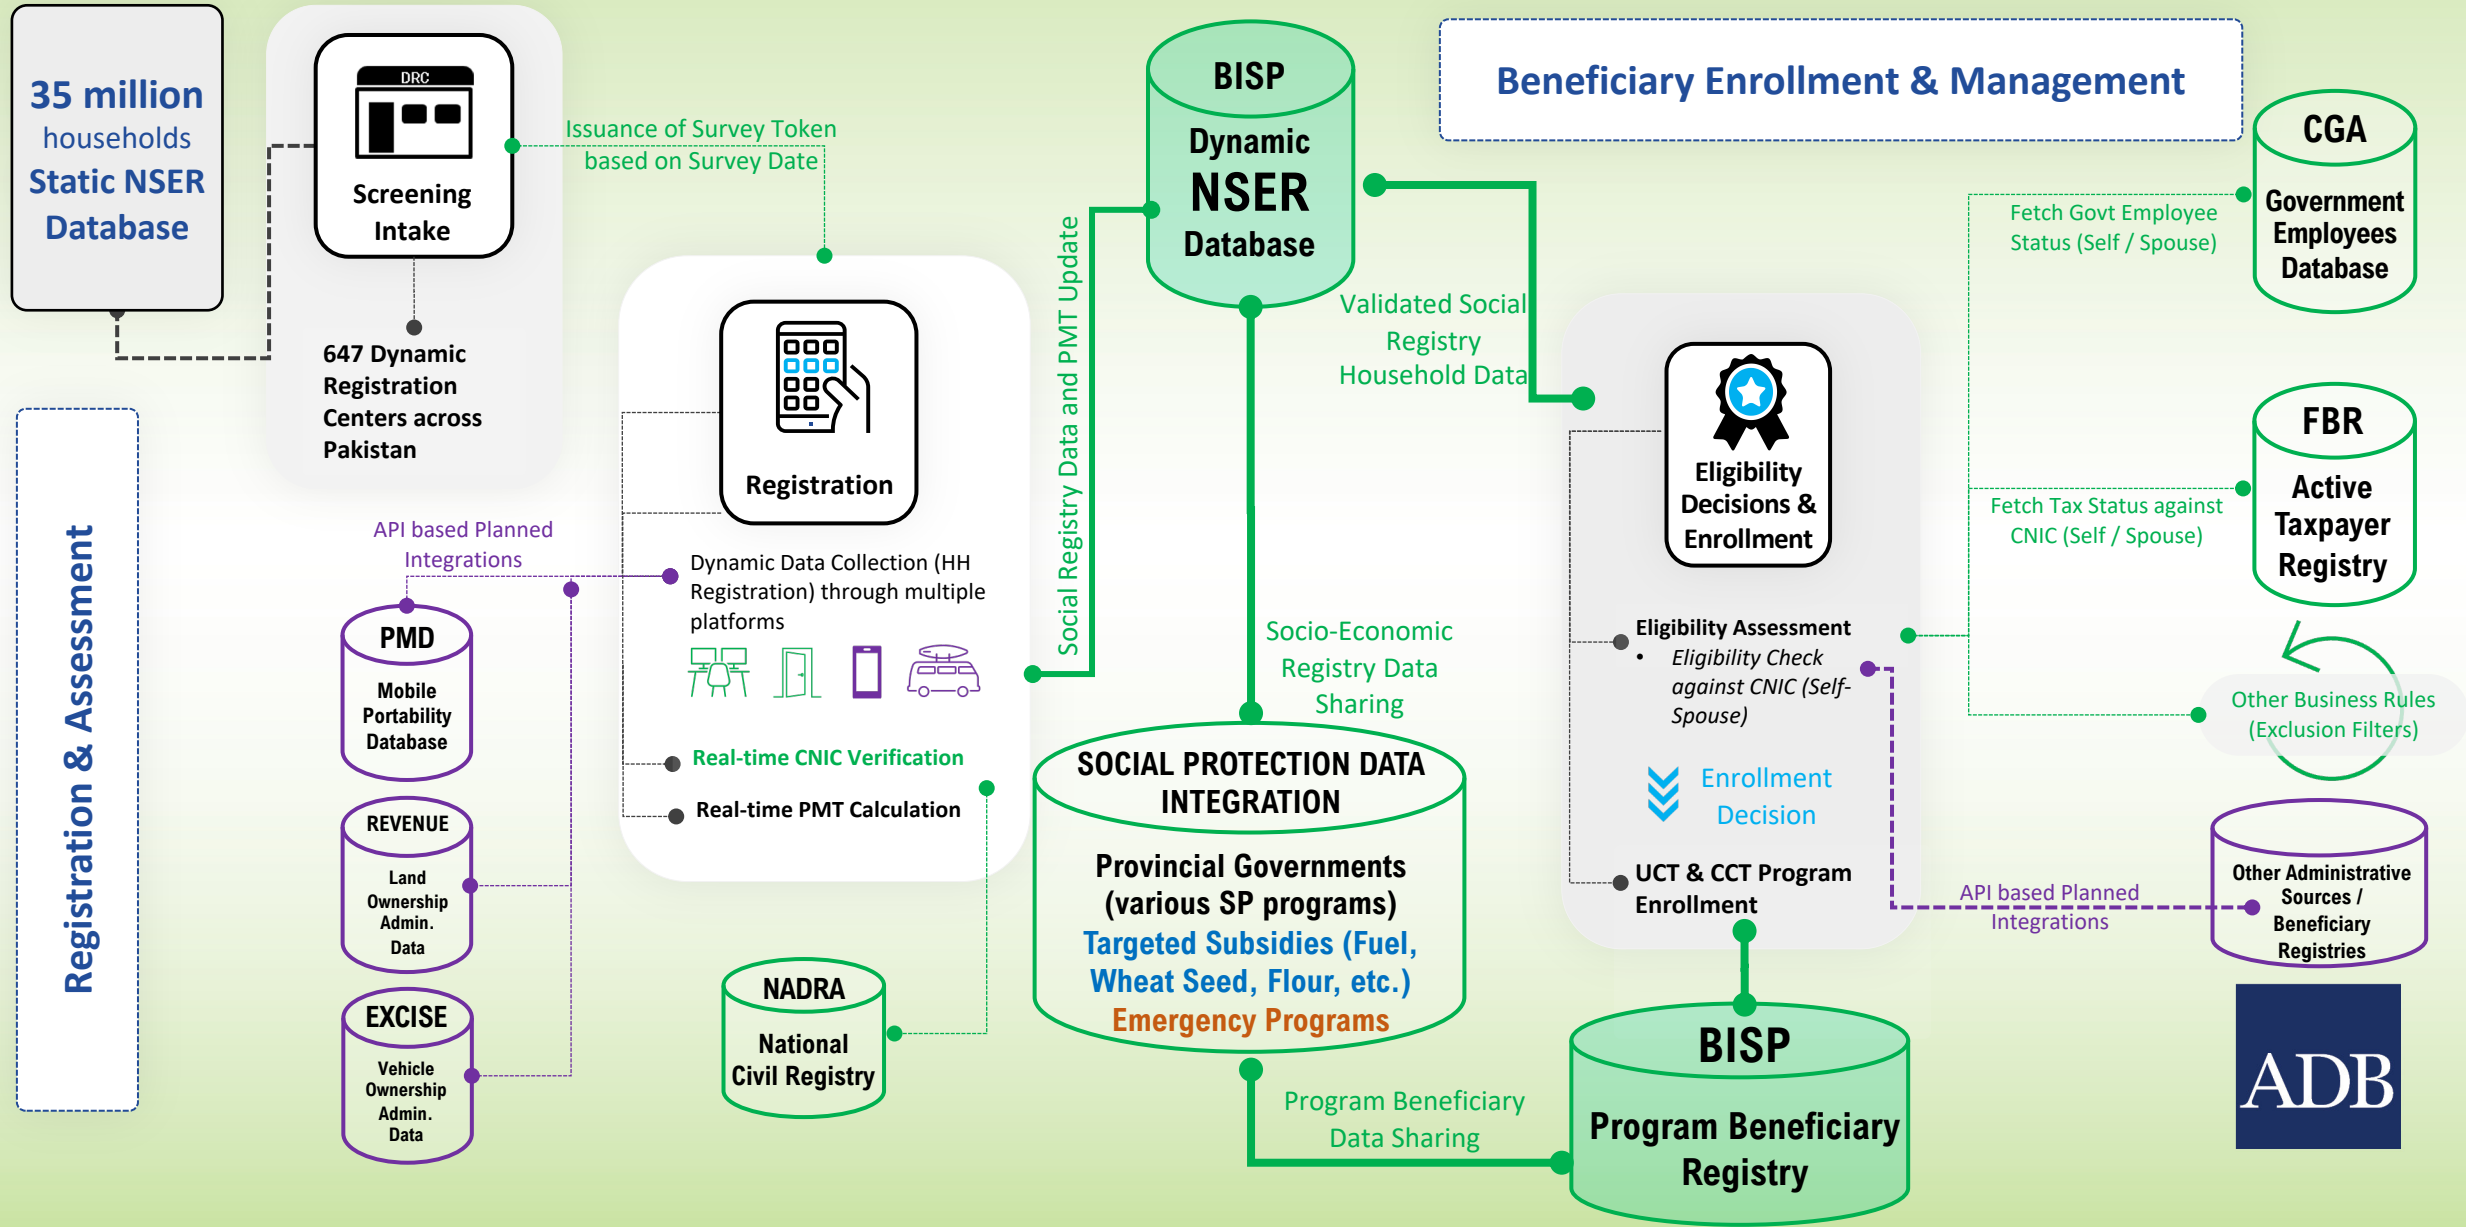 35 million
households
Static NSER
Database
DRC
Screening
Intake
647 Dynamic
Registration
Centers across
Pakistan
Issuance of Survey Token
based on Survey Date
Registration & Assessment
Registration
Dynamic Data Collection (HH
Registration) through multiple
platforms
Real-time CNIC Verification
Real-time PMT Calculation
API based Planned
Integrations
PMD
Mobile
Portability
Database
REVENUE
Land
Ownership
Admin.
Data
EXCISE
Vehicle
Ownership
Admin.
Data
NADRA
National
Civil Registry
Social Registry Data and PMT Update
BISP
Dynamic
NSER
Database
Validated Social
Registry
Household Data
Socio-Economic
Registry Data
Sharing
SOCIAL PROTECTION DATA
INTEGRATION
Provincial Governments
(various SP programs)
Targeted Subsidies (Fuel,
Wheat Seed, Flour, etc.)
Emergency Programs
Program Beneficiary
Data Sharing
Beneficiary Enrollment & Management
Eligibility
Decisions &
Enrollment
Eligibility Assessment
• Eligibility Check
against CNIC (Self-
Spouse)
Enrollment
Decision
UCT & CCT Program
Enrollment
BISP
Program Beneficiary
Registry
Fetch Govt Employee
Status (Self / Spouse)
CGA
Government
Employees
Database
Fetch Tax Status against
CNIC (Self / Spouse)
FBR
Active
Taxpayer
Registry
Other Business Rules
(Exclusion Filters)
API based Planned
Integrations
Other Administrative
Sources /
Beneficiary
Registries
ADB